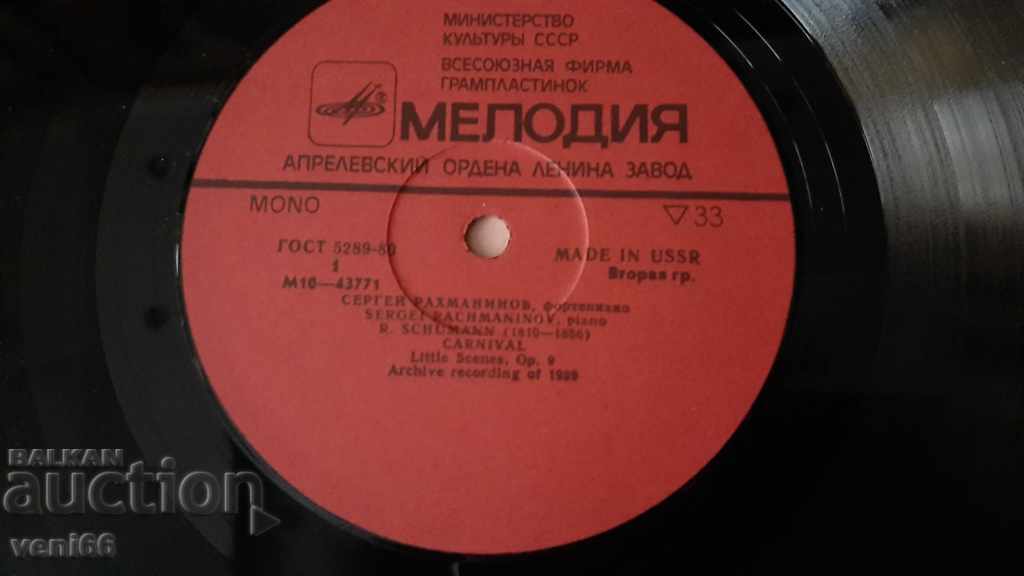 МИНИСТЕРСТВО
КУЛЬТУРЫ СССР
ВСЕСОЮЗНАЯ ФИРМА
ГРАМПЛАСТИНОК
МЕЛОДИЯ
АПРЕЛЕВСКИЙ ОРДЕНА ЛЕНИНА ЗАВОД
MONO
▽33
ГОСТ 5289-80
MADE IN USSR
1
Вторая гр.
М10—43771
СЕРГЕЙ РАХМАНИНОВ, фортепиано
SERGEI RACHMANINOV, piano
R. SCHUMANN (1810—1856)
CARNIVAL
Little Scenes, Op. 9
Archive recording of
BALKAN
auction
veni66